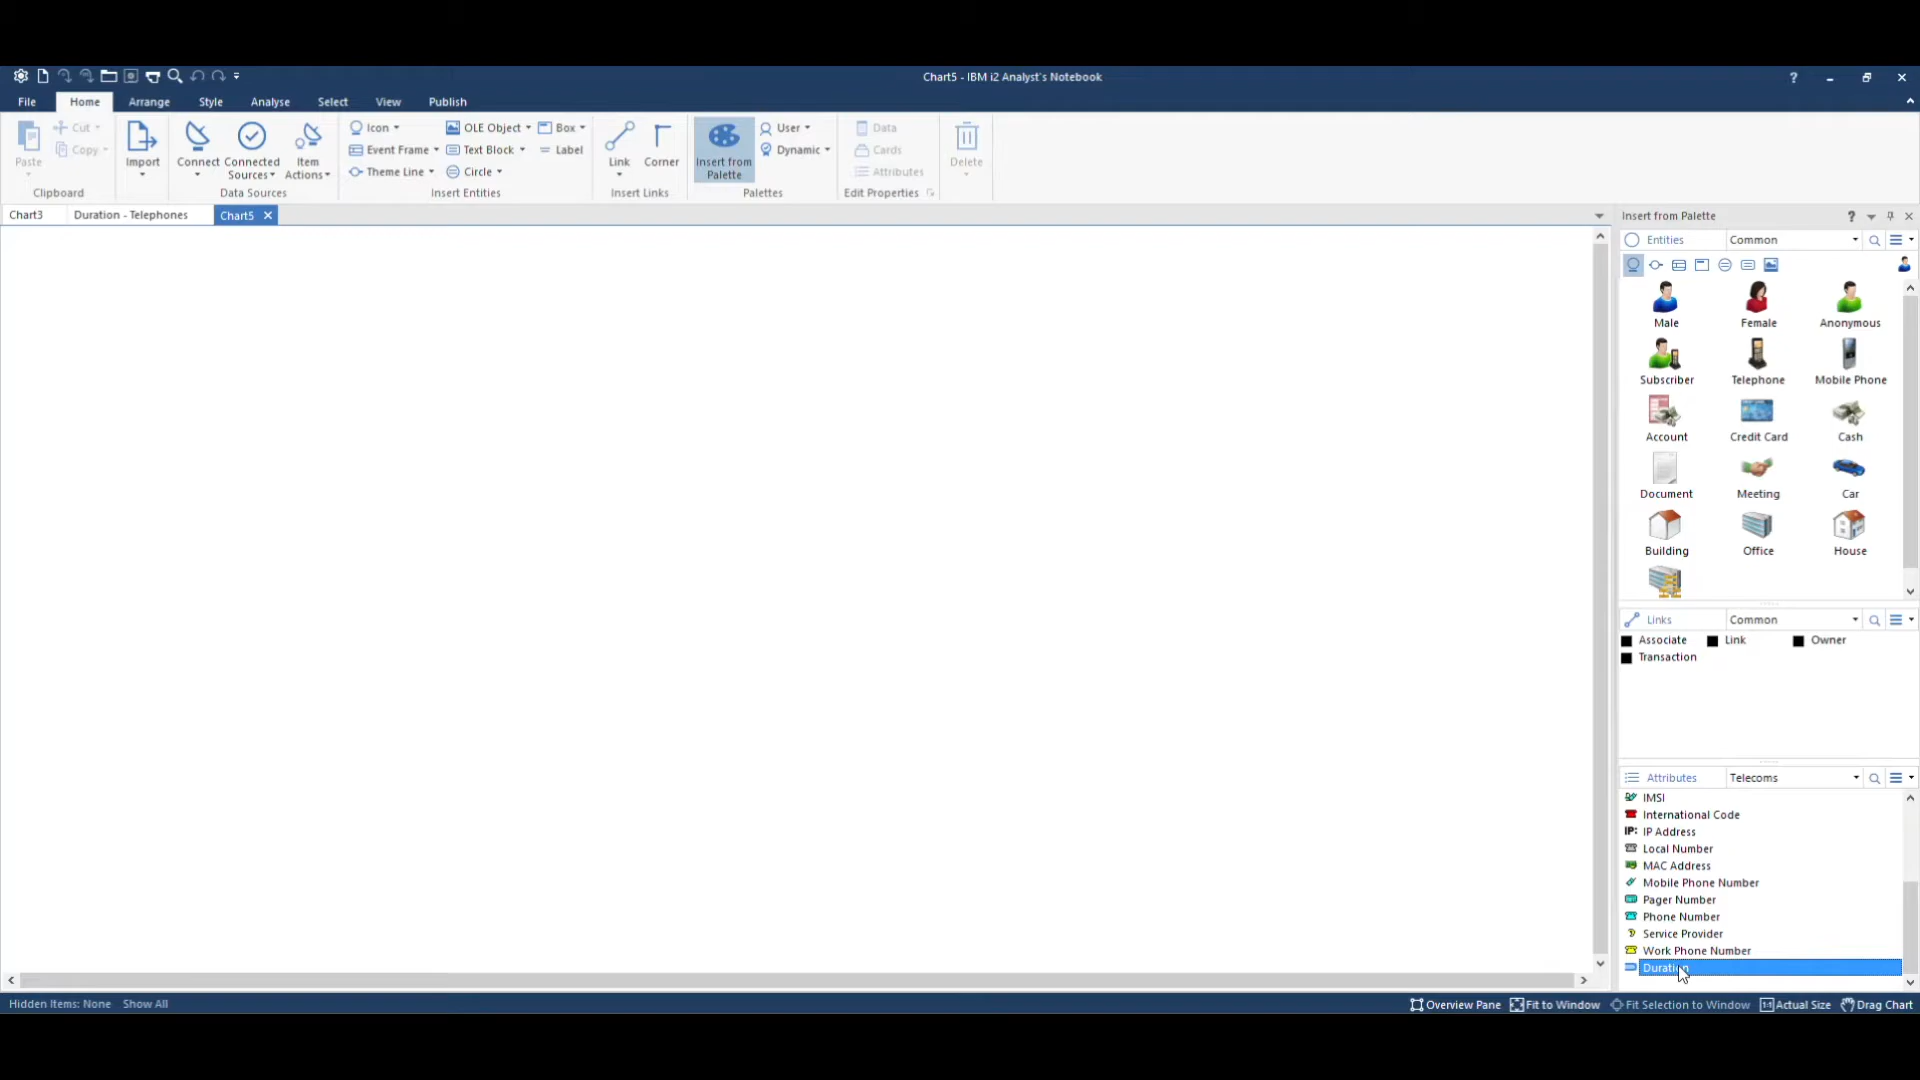 Chart5 - IBM i2 Analyst's Notebook
?
File Home Arrange Style Analyse Select View Publish
Paste Cut Copy
Clipboard
Import
Connect Connected Sources Item Actions
Data Sources
Icon OLE Object Box
Event Frame Text Block Label
Theme Line Circle
Insert Entities
Link Corner
Insert Links
Insert from Palette User Dynamic
Palettes
Data
Cards
Attributes
Edit Properties
Delete
Chart3 Duration - Telephones Chart5
Insert from Palette ?
Entities Common
Male Female Anonymous
Subscriber Telephone Mobile Phone
Account Credit Card Cash
Document Meeting Car
Building Office House
Links Common
Associate Link Owner
Transaction
Attributes Telecoms
IMSI
International Code
IP: IP Address
Local Number
MAC Address
Mobile Phone Number
Pager Number
Phone Number
Service Provider
Work Phone Number
Duration
Hidden Items: None Show All Overview Pane Fit to Window Fit Selection to Window 1:1 Actual Size Drag Chart